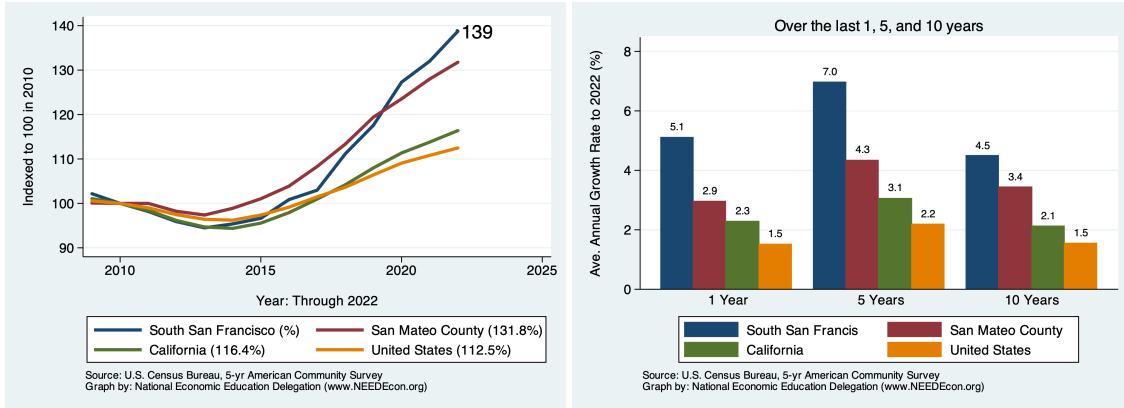 Indexed to 100 in 2010
140
130
120
110
100
90
139
2010 2015 2020 2025
Year: Through 2022
South San Francisco (%) San Mateo County (131.8%)
California (116.4%) United States (112.5%)
Source: U.S. Census Bureau, 5-yr American Community Survey
Graph by: National Economic Education Delegation (www.NEEDEcon.org)
Over the last 1, 5, and 10 years
Ave. Annual Growth Rate to 2022 (%)
8
6
4
2
0
5.1 2.9 2.3 1.5
7.0 4.3 3.1 2.2
4.5 3.4 2.1 1.5
1 Year 5 Years 10 Years
South San Francis San Mateo County
California United States
Source: U.S. Census Bureau, 5-yr American Community Survey
Graph by: National Economic Education Delegation (www.NEEDEcon.org)